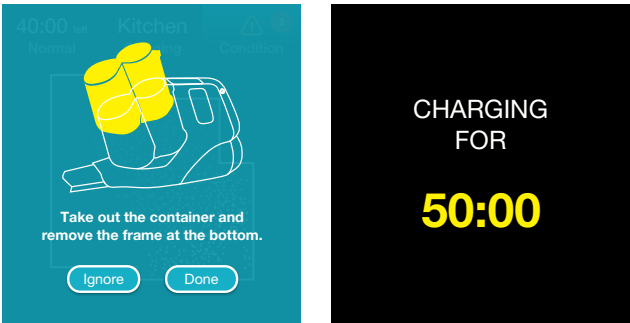 40:00 left Kitchen
Normal Condition
Take out the container and
remove the frame at the bottom.
Ignore Done
CHARGING
FOR
50:00